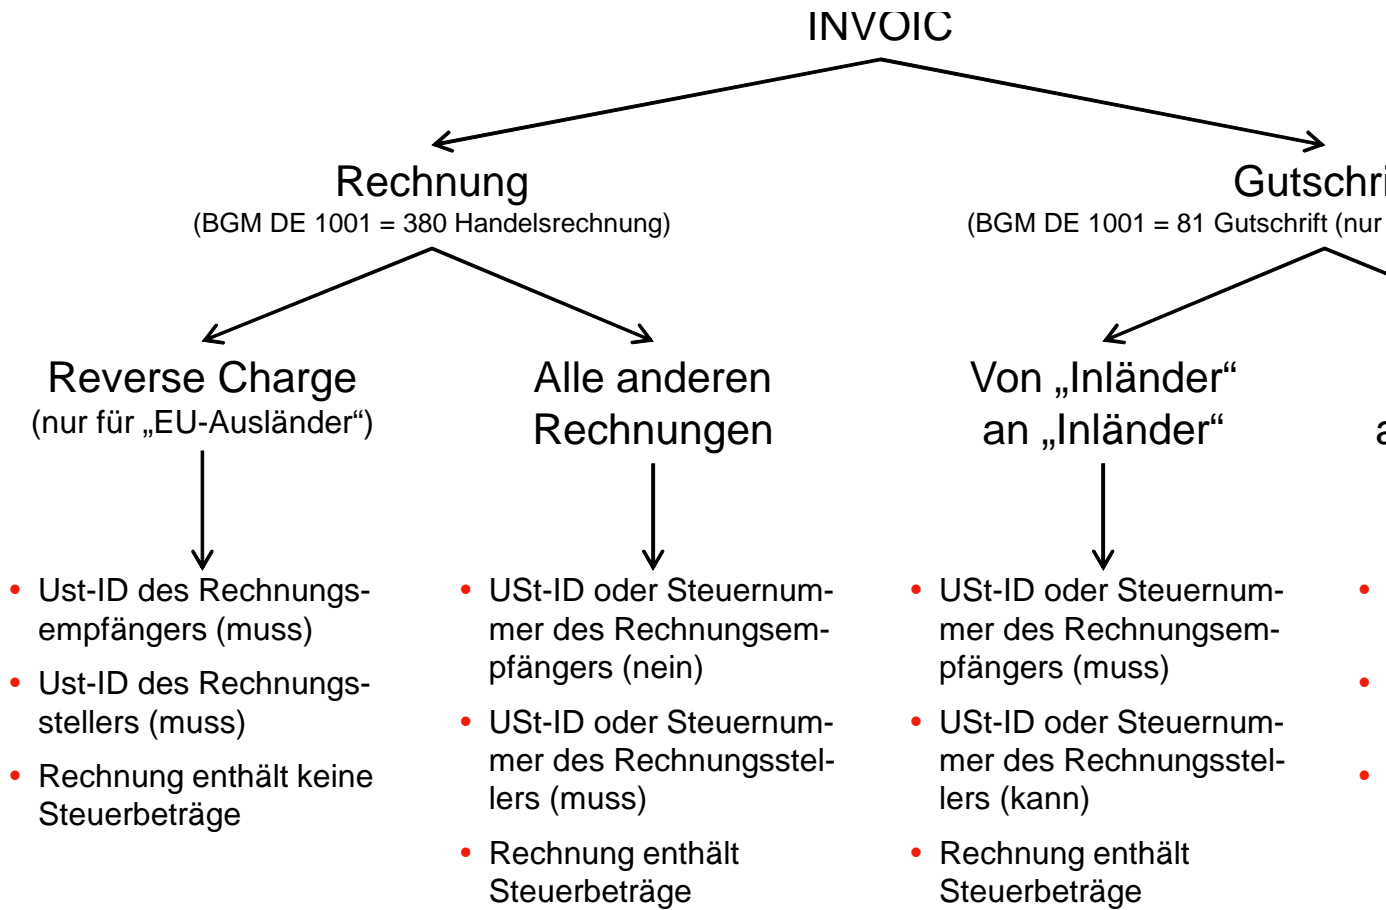 INVOIC
Rechnung
(BGM DE 1001 = 380 Handelsrechnung)
Reverse Charge
(nur für „EU-Ausländer“)
• Ust-ID des Rechnungs-
empfängers (muss)
• Ust-ID des Rechnungs-
stellers (muss)
• Rechnung enthält keine
Steuerbeträge
Alle anderen
Rechnungen
• USt-ID oder Steuernum-
mer des Rechnungsem-
pfängers (nein)
• USt-ID oder Steuernum-
mer des Rechnungsstel-
lers (muss)
• Rechnung enthält
Steuerbeträge
Gutschri
(BGM DE 1001 = 81 Gutschrift (nur
Von „Inländer“
an „Inländer“
• USt-ID oder Steuernum-
mer des Rechnungsem-
pfängers (muss)
• USt-ID oder Steuernum-
mer des Rechnungsstel-
lers (kann)
• Rechnung enthält
Steuerbeträge